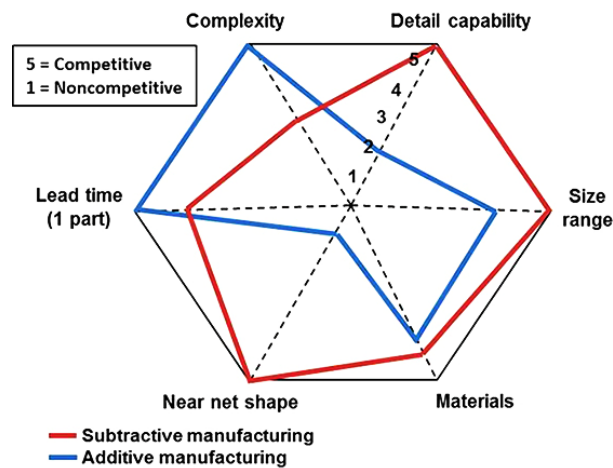 Complexity
Detail capability
5 = Competitive
1 = Noncompetitive
5
4
3
2
1
Lead time
(1 part)
Size
range
Near net shape
Materials
Subtractive manufacturing
Additive manufacturing